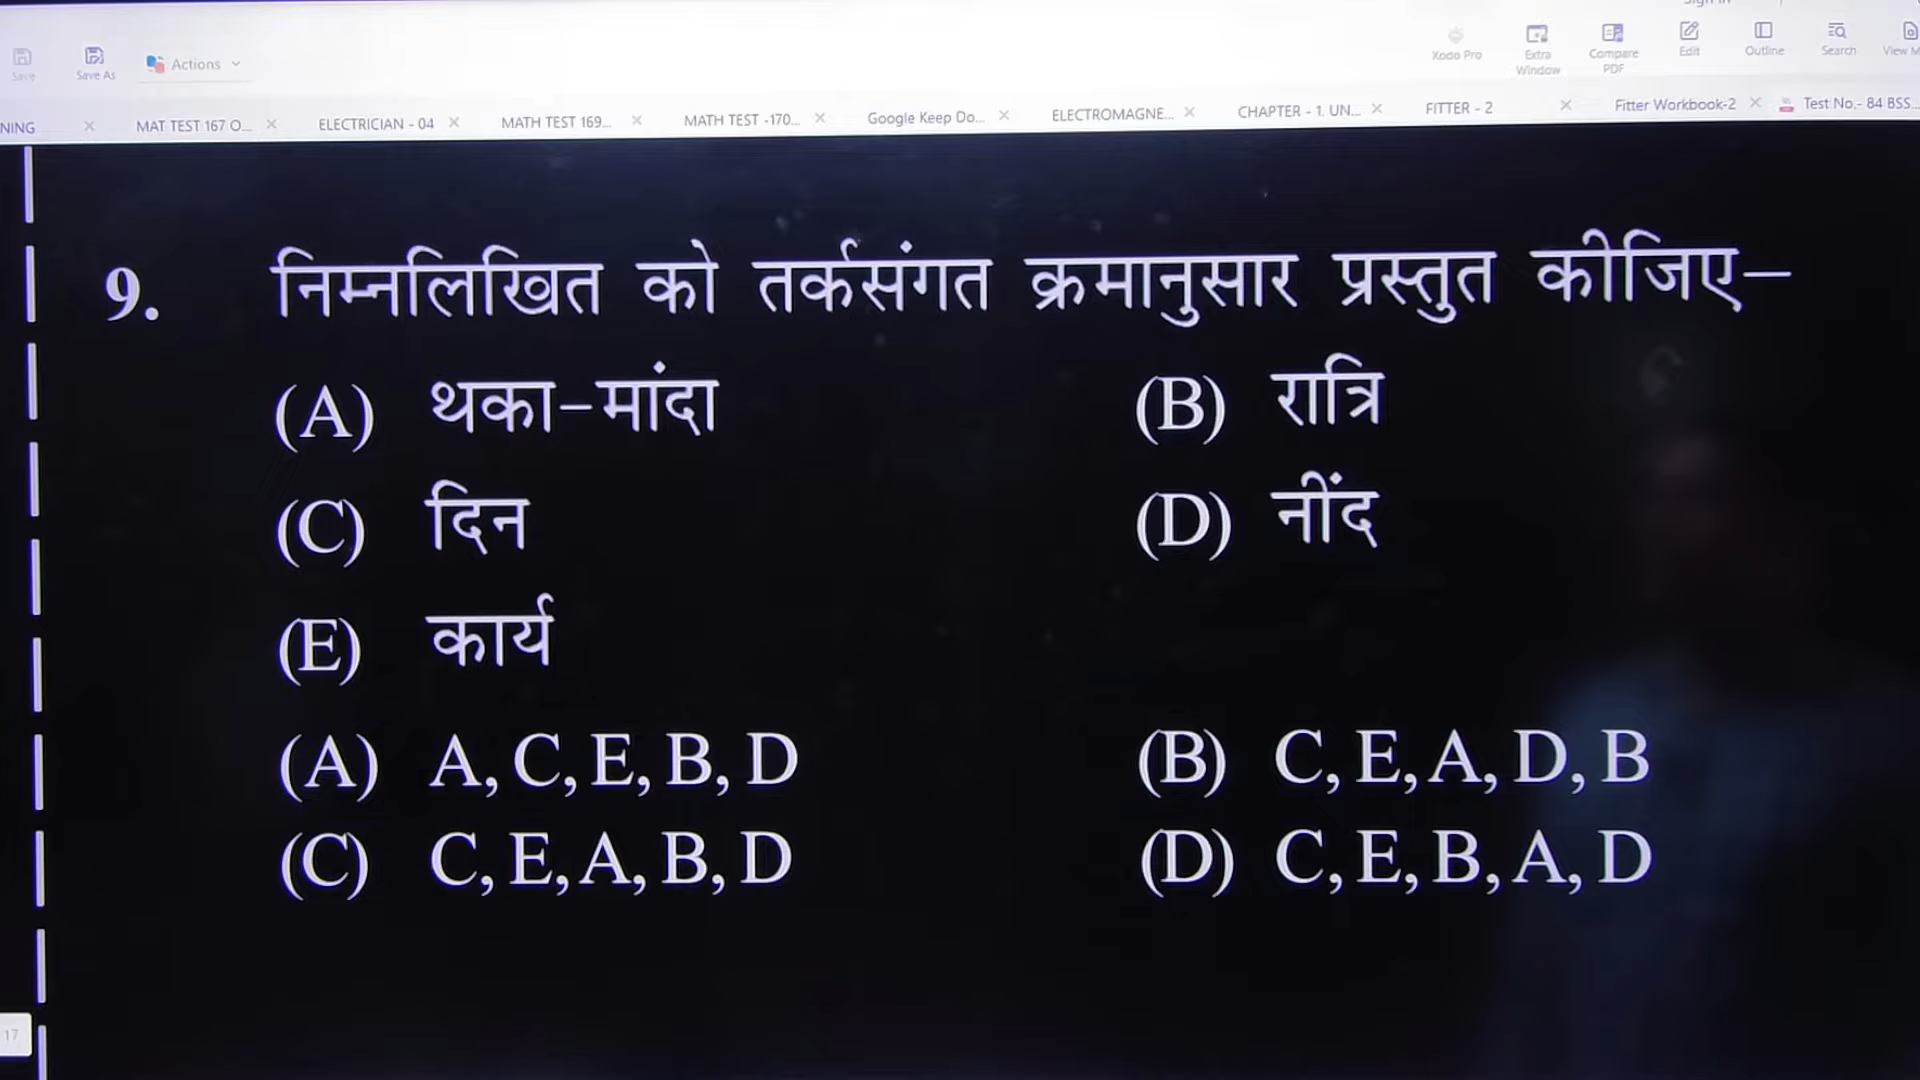 Save
Save As
Actions
Xodo Pro
Extra Window
Compare PDF
Edit
Outline
Search
View
NING
MAT TEST 167 O...
ELECTRICIAN - 04
MATH TEST 169...
MATH TEST -170...
Google Keep Do...
ELECTROMAGNE...
CHAPTER - 1. UN...
FITTER - 2
Fitter Workbook-2
Test No.- 84 BSS...
9. निम्नलिखित को तर्कसंगत क्रमानुसार प्रस्तुत कीजिए–
(A) थका–मांदा (B) रात्रि
(C) दिन (D) नींद
(E) कार्य
(A) A, C, E, B, D (B) C, E, A, D, B
(C) C, E, A, B, D (D) C, E, B, A, D
17